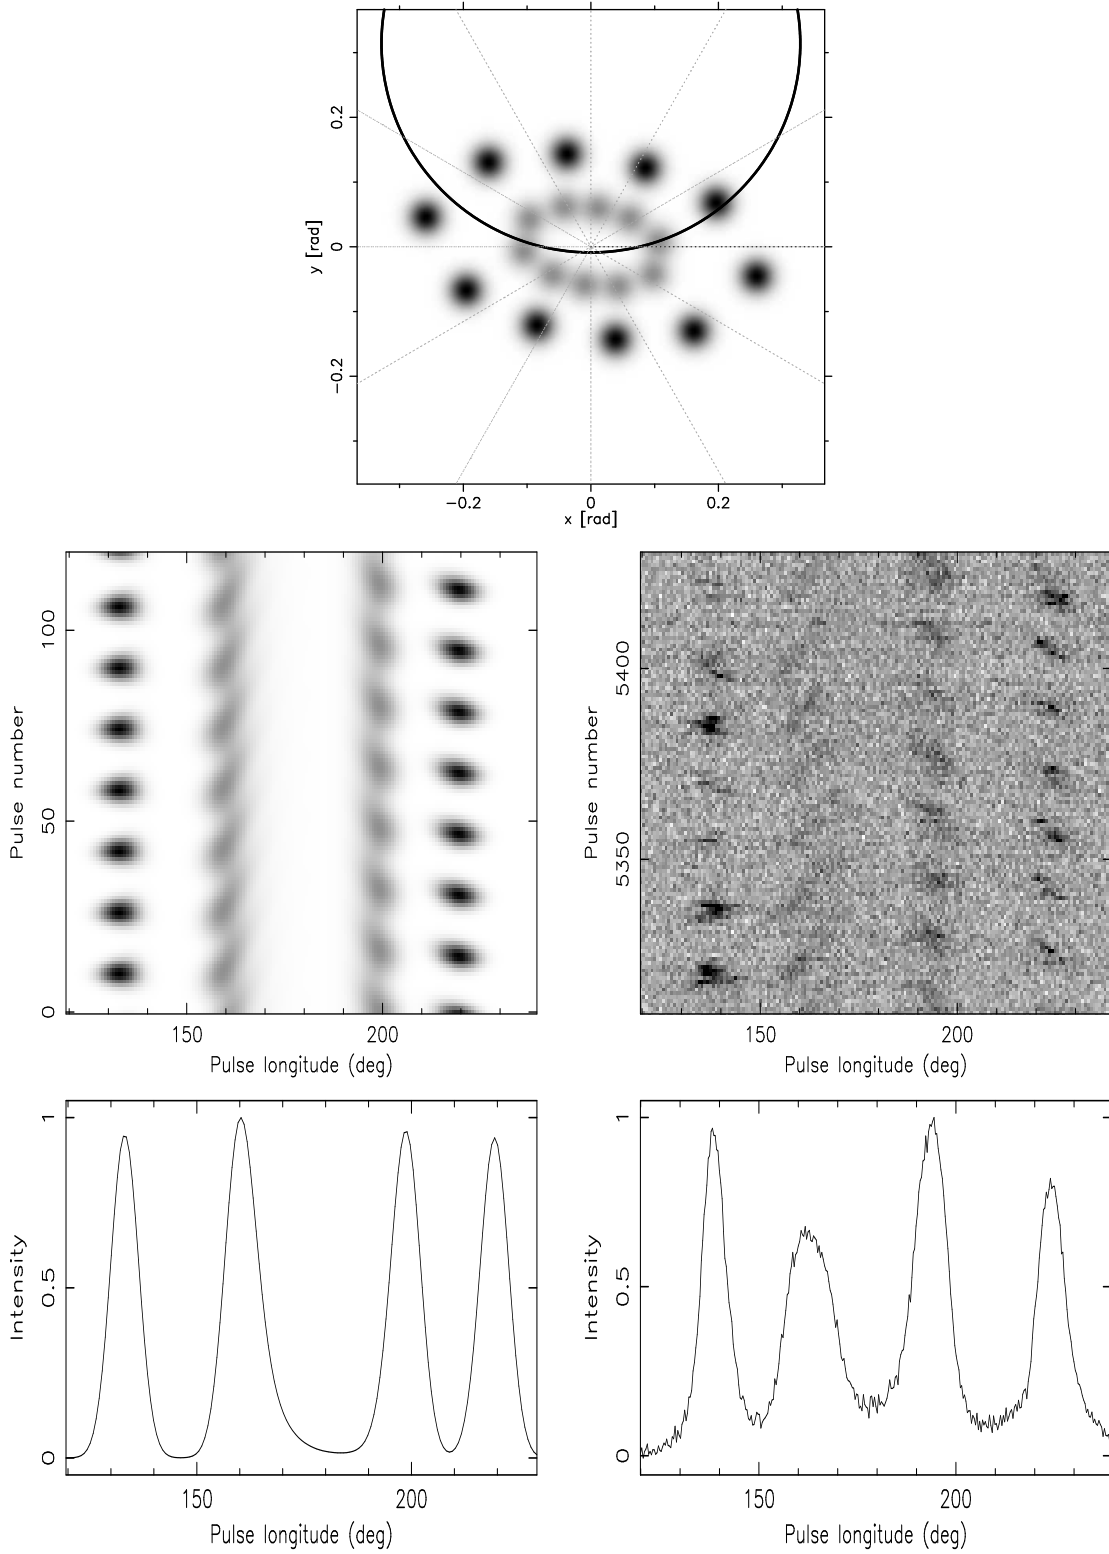 0.2
0
−0.2
y [rad]
−0.2
0
0.2
x [rad]
100
50
0
Pulse number
150
200
Pulse longitude (deg)
5400
5350
Pulse number
150
200
Pulse longitude (deg)
1
0.5
0
Intensity
150
200
Pulse longitude (deg)
1
0.5
0
Intensity
150
200
Pulse longitude (deg)